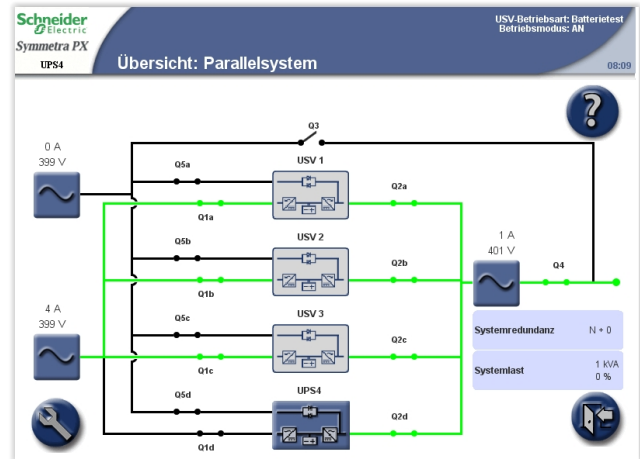 Schneider
Electric
Symmetra PX
UPS4
Übersicht: Parallelsystem
USV-Betriebsart: Batterietest
Betriebsmodus: AN
08:09
?
Q3
0 A
399 V
Q5a
USV 1
Q2a
Q1a
Q5b
USV 2
Q2b
Q1b
1 A
401 V
Q4
4 A
399 V
Q5c
USV 3
Q2c
Q1c
Systemredundanz N + 0
Systemlast 1 kVA
0 %
Q5d
UPS4
Q2d
Q1d